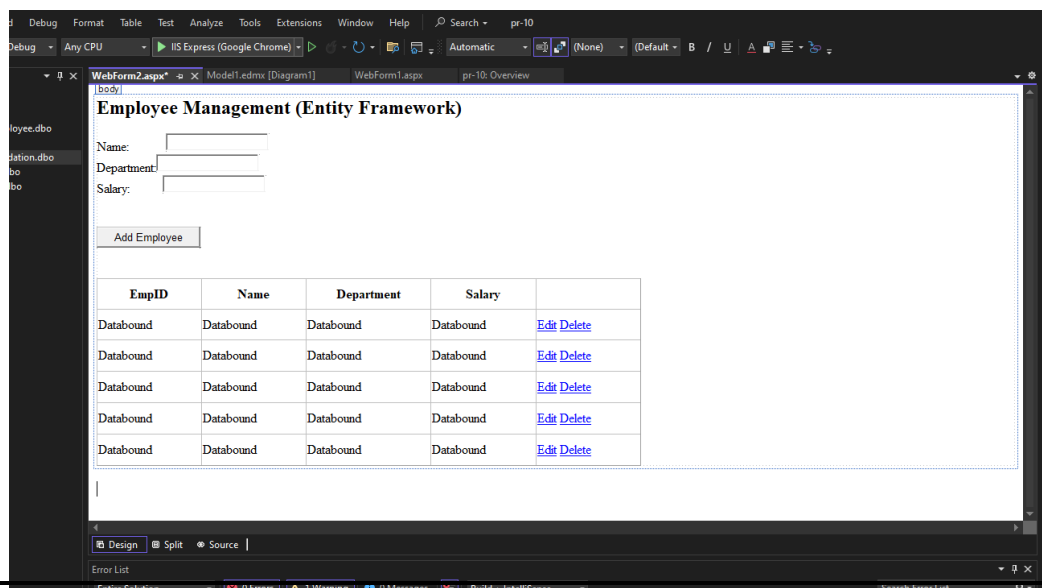 Debug Format Table Test Analyze Tools Extensions Window Help Search pr-10
Debug Any CPU IIS Express (Google Chrome) Automatic (None) (Default B I U A
WebForm2.aspx* Model1.edmx [Diagram1] WebForm1.aspx pr-10: Overview
body
Employee Management (Entity Framework)
loyee.dbo
dation.dbo
bo
lbo
Name:
Department:
Salary:
Add Employee
EmpID Name Department Salary
Databound Databound Databound Databound Edit Delete
Databound Databound Databound Databound Edit Delete
Databound Databound Databound Databound Edit Delete
Databound Databound Databound Databound Edit Delete
Databound Databound Databound Databound Edit Delete
Design Split Source
Error List